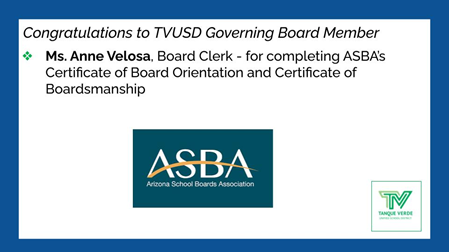 Congratulations to TVUSD Governing Board Member
Ms. Anne Velosa, Board Clerk - for completing ASBA's
Certificate of Board Orientation and Certificate of
Boardsmanship
ASBA
Arizona School Boards Association
TV
TANQUE VERDE